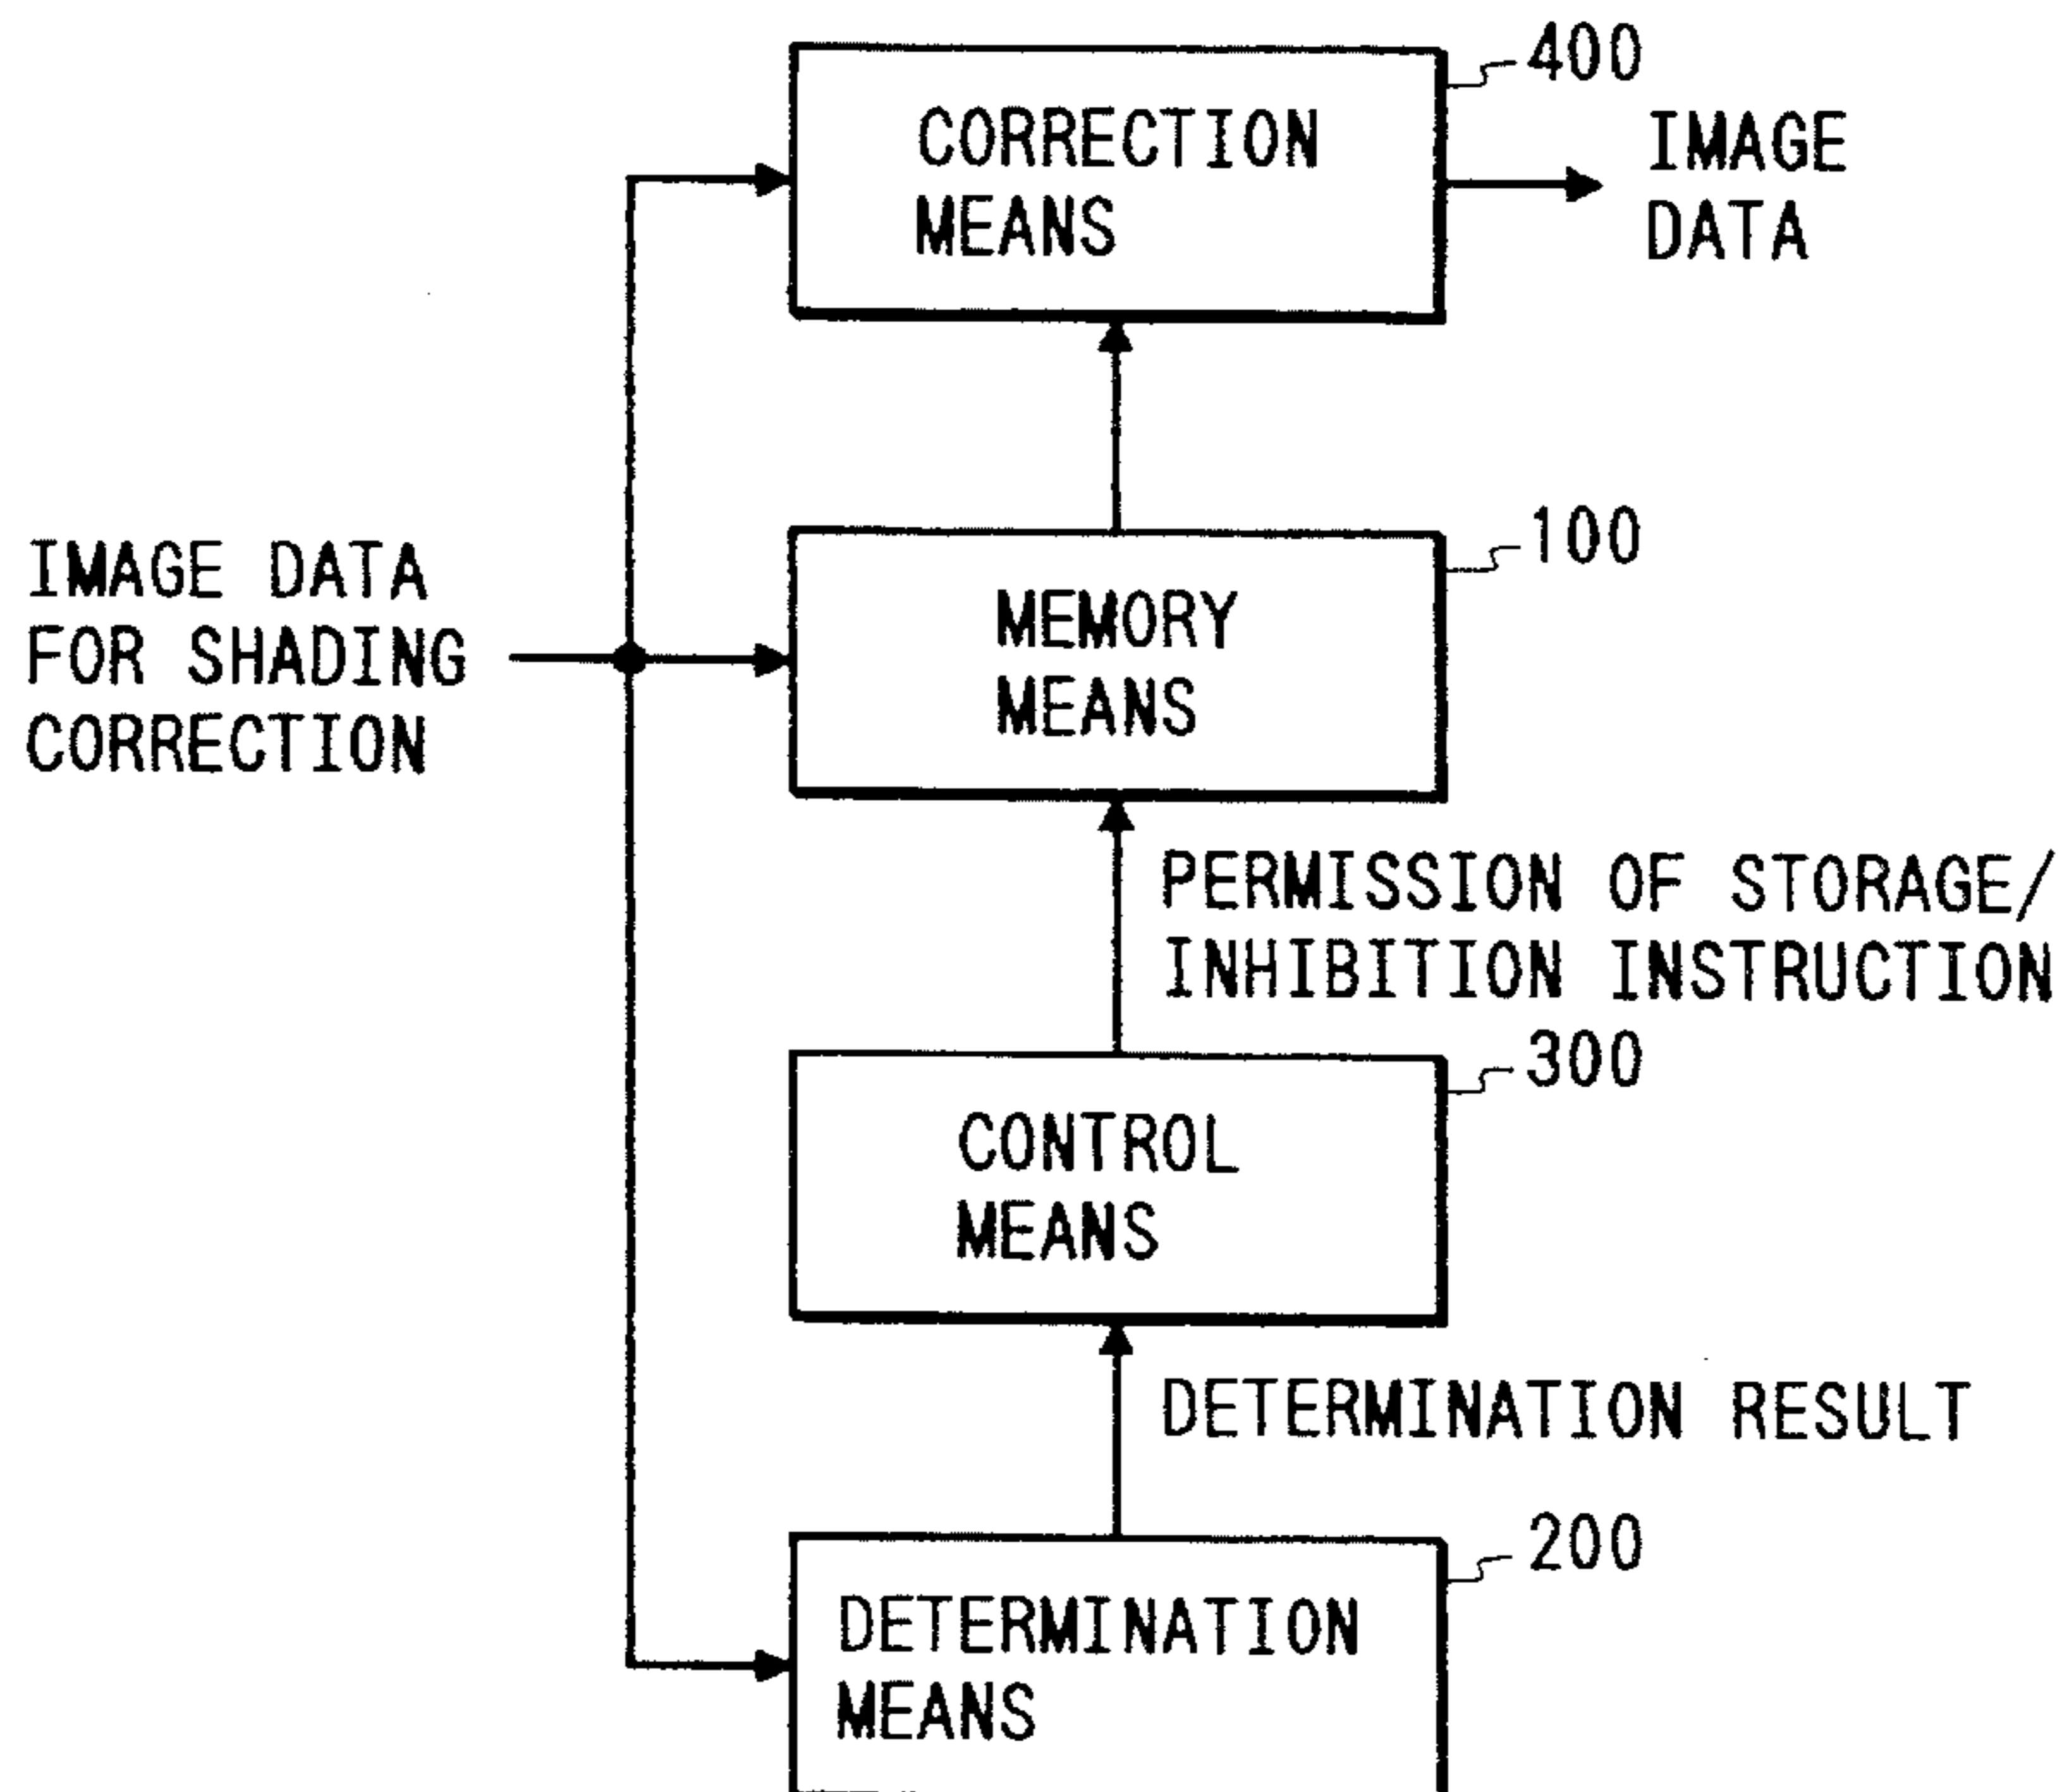 400
CORRECTION
MEANS
IMAGE
DATA
100
IMAGE DATA
FOR SHADING
CORRECTION
MEMORY
MEANS
PERMISSION OF STORAGE/
INHIBITION INSTRUCTION
300
CONTROL
MEANS
DETERMINATION RESULT
200
DETERMINATION
MEANS